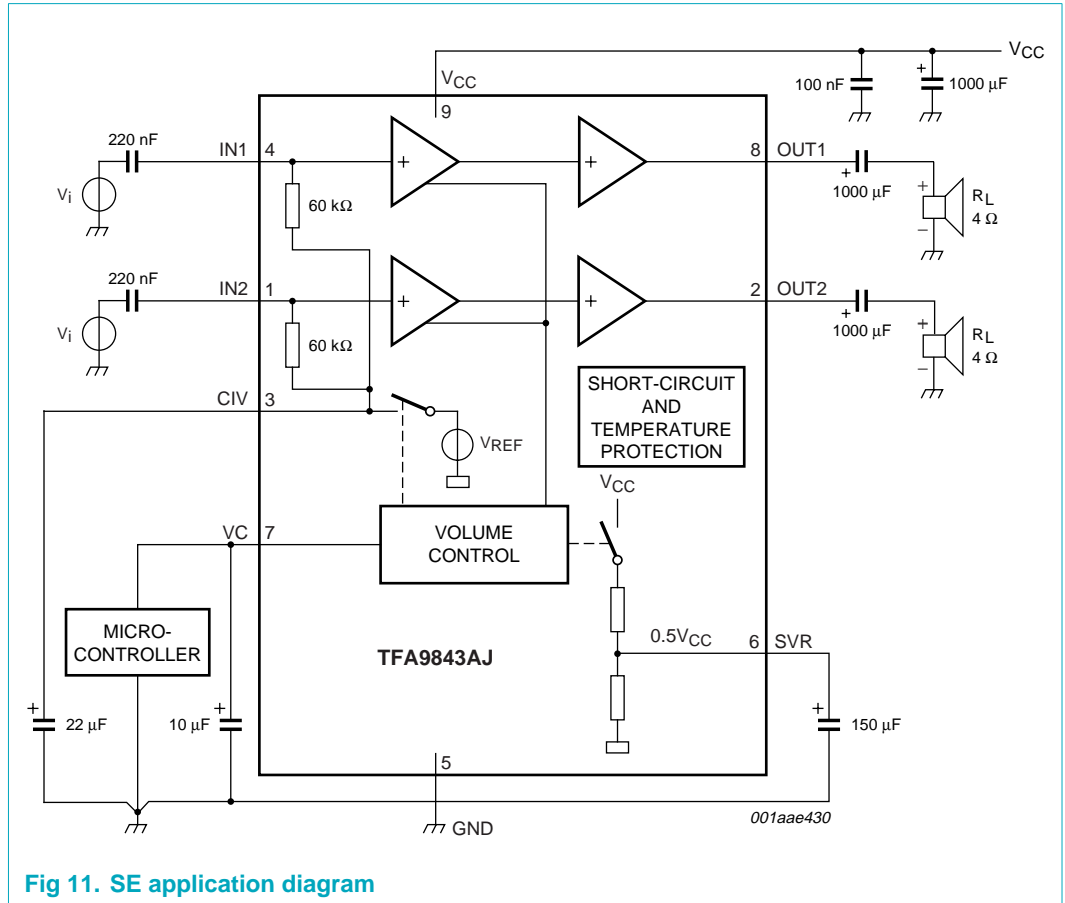 VCC
VCC
100 nF
+
1000 μF
9
220 nF
IN1
4
+
8
OUT1
Vi
60 kΩ
+
1000 μF
+
−
RL
4 Ω
220 nF
IN2
1
+
2
OUT2
Vi
60 kΩ
+
1000 μF
+
−
RL
4 Ω
SHORT-CIRCUIT
AND
TEMPERATURE
PROTECTION
CIV
3
VREF
VCC
VC
7
VOLUME
CONTROL
MICRO-
CONTROLLER
TFA9843AJ
0.5VCC
6
SVR
+
22 μF
10 μF
+
+
150 μF
5
GND
001aae430
Fig 11. SE application diagram